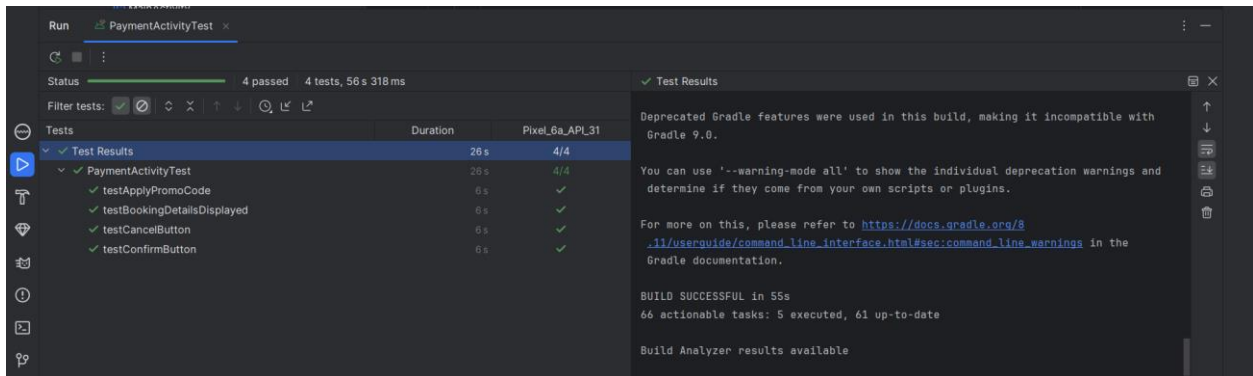 MainActivity
Run PaymentActivityTest
Status 4 passed 4 tests, 56 s 318 ms
Filter tests:
Tests Duration Pixel_6a_API_31
Test Results 26 s 4/4
PaymentActivityTest 26 s 4/4
testApplyPromoCode 6 s
testBookingDetailsDisplayed 6 s
testCancelButton 6 s
testConfirmButton 6 s
Test Results
Deprecated Gradle features were used in this build, making it incompatible with
Gradle 9.0.
You can use '--warning-mode all' to show the individual deprecation warnings and
determine if they come from your own scripts or plugins.
For more on this, please refer to https://docs.gradle.org/8
.11/userguide/command_line_interface.html#sec:command_line_warnings in the
Gradle documentation.
BUILD SUCCESSFUL in 55s
66 actionable tasks: 5 executed, 61 up-to-date
Build Analyzer results available